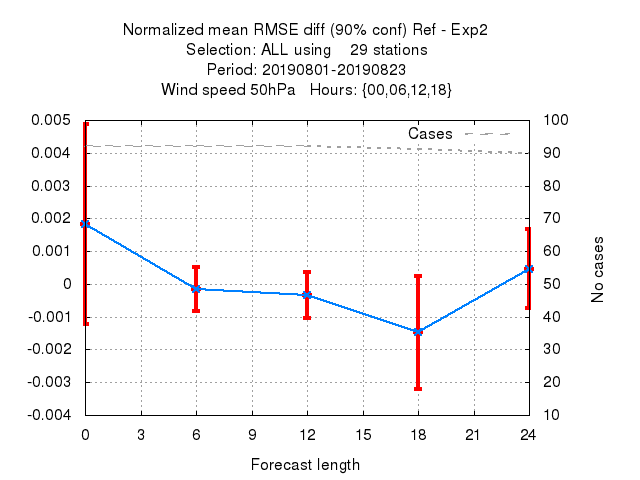 Normalized mean RMSE diff (90% conf) Ref - Exp2
Selection: ALL using    29 stations
Period: 20190801-20190823
Wind speed 50hPa   Hours: {00,06,12,18}
Cases
0.005
0.004
0.003
0.002
0.001
0
-0.001
-0.002
-0.003
-0.004
100
90
80
70
60
50
40
30
20
10
No cases
0 3 6 9 12 15 18 21 24
Forecast length